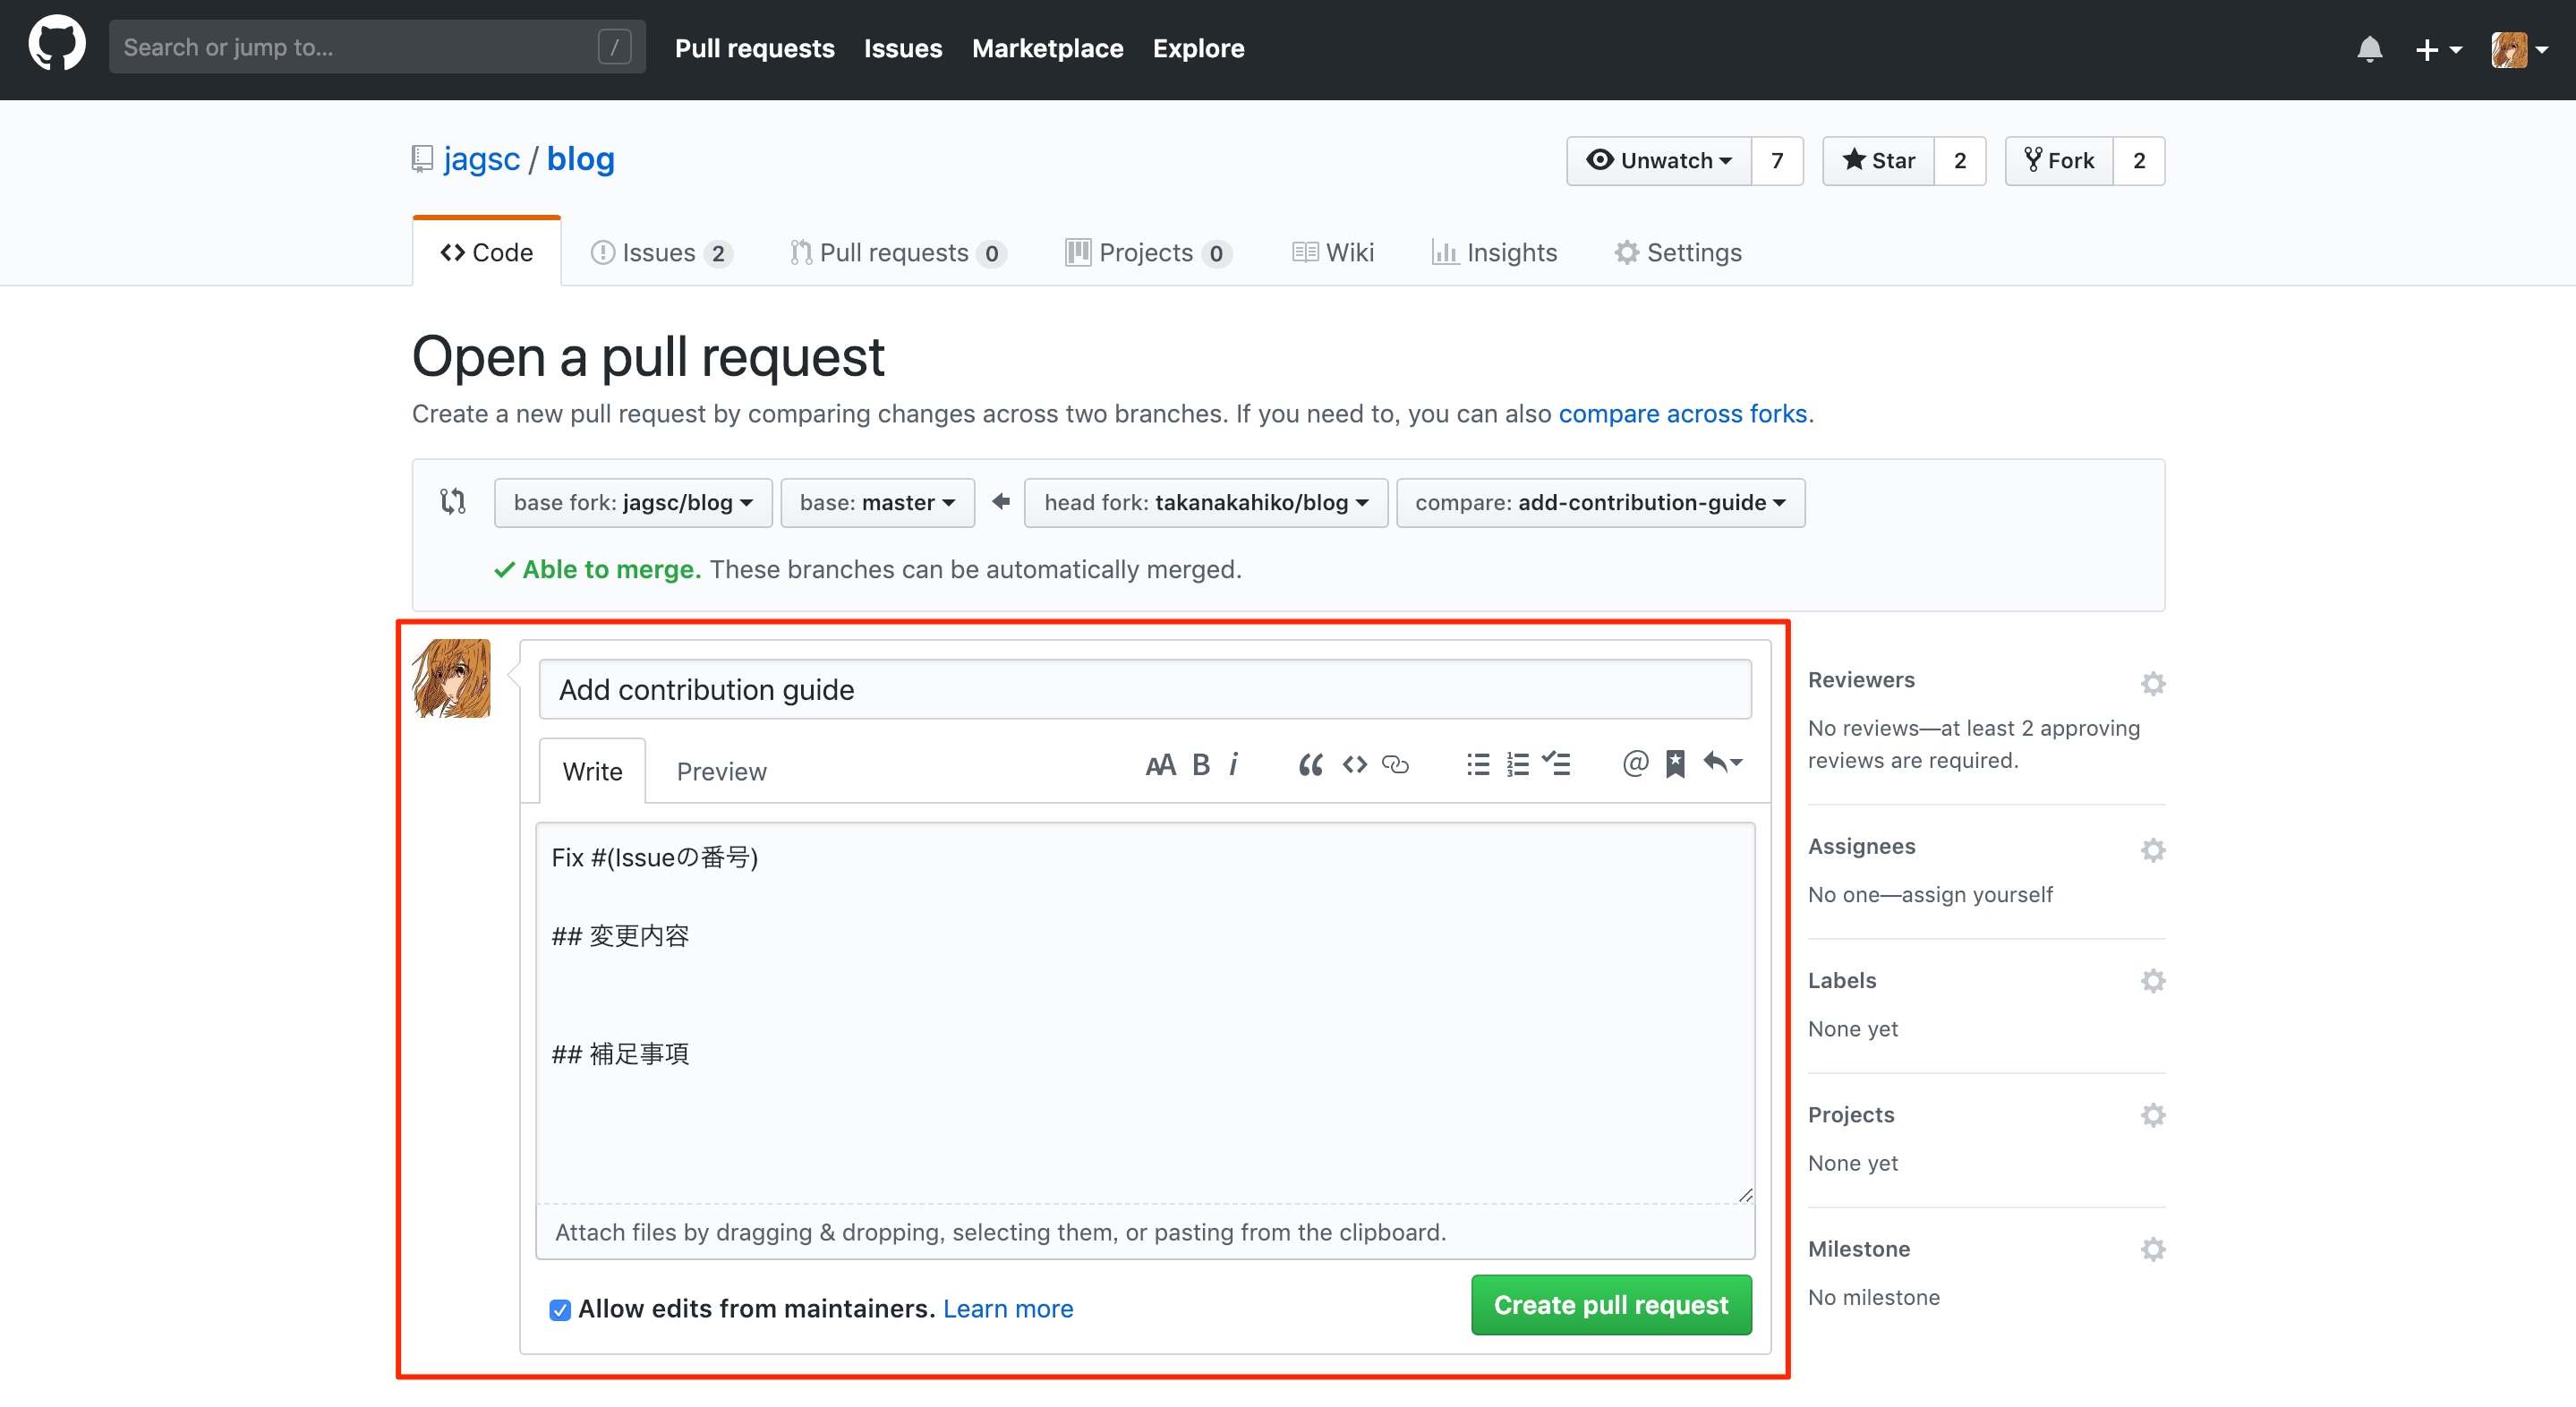 Search or jump to... /
Pull requests Issues Marketplace Explore
jagsc / blog
Unwatch 7 Star 2 Fork 2
Code Issues 2 Pull requests 0 Projects 0 Wiki Insights Settings
Open a pull request
Create a new pull request by comparing changes across two branches. If you need to, you can also compare across forks.
base fork: jagsc/blog base: master head fork: takanakahiko/blog compare: add-contribution-guide
Able to merge. These branches can be automatically merged.
Add contribution guide
Write Preview
Fix #(Issueの番号)
## 変更内容
## 補足事項
Attach files by dragging & dropping, selecting them, or pasting from the clipboard.
Allow edits from maintainers. Learn more
Create pull request
Reviewers
No reviews—at least 2 approving
reviews are required.
Assignees
No one—assign yourself
Labels
None yet
Projects
None yet
Milestone
No milestone